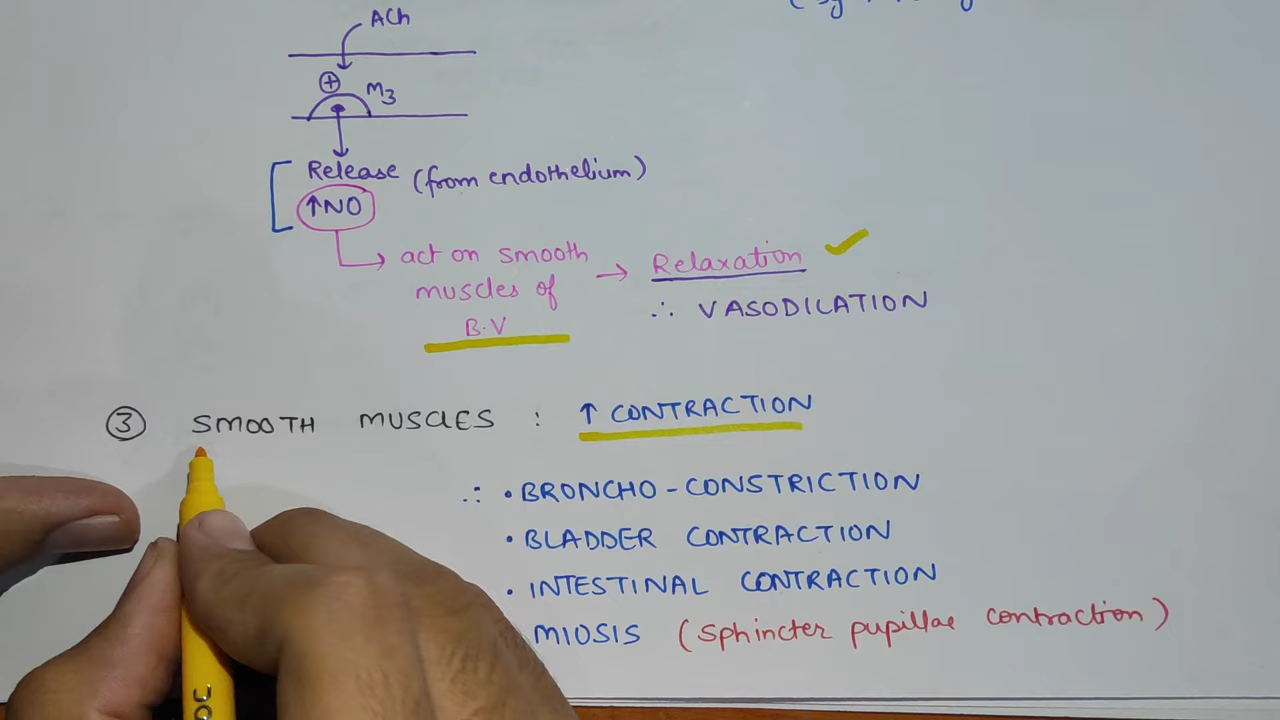 ACh
⊕ M3
Release (from endothelium)
↑NO
act on smooth → Relaxation ✓
muscles of
B.V
∴ VASODILATION
③ SMOOTH MUSCLES : ↑ CONTRACTION
∴ • BRONCHO-CONSTRICTION
• BLADDER CONTRACTION
• INTESTINAL CONTRACTION
MIOSIS (sphincter pupillae contraction)